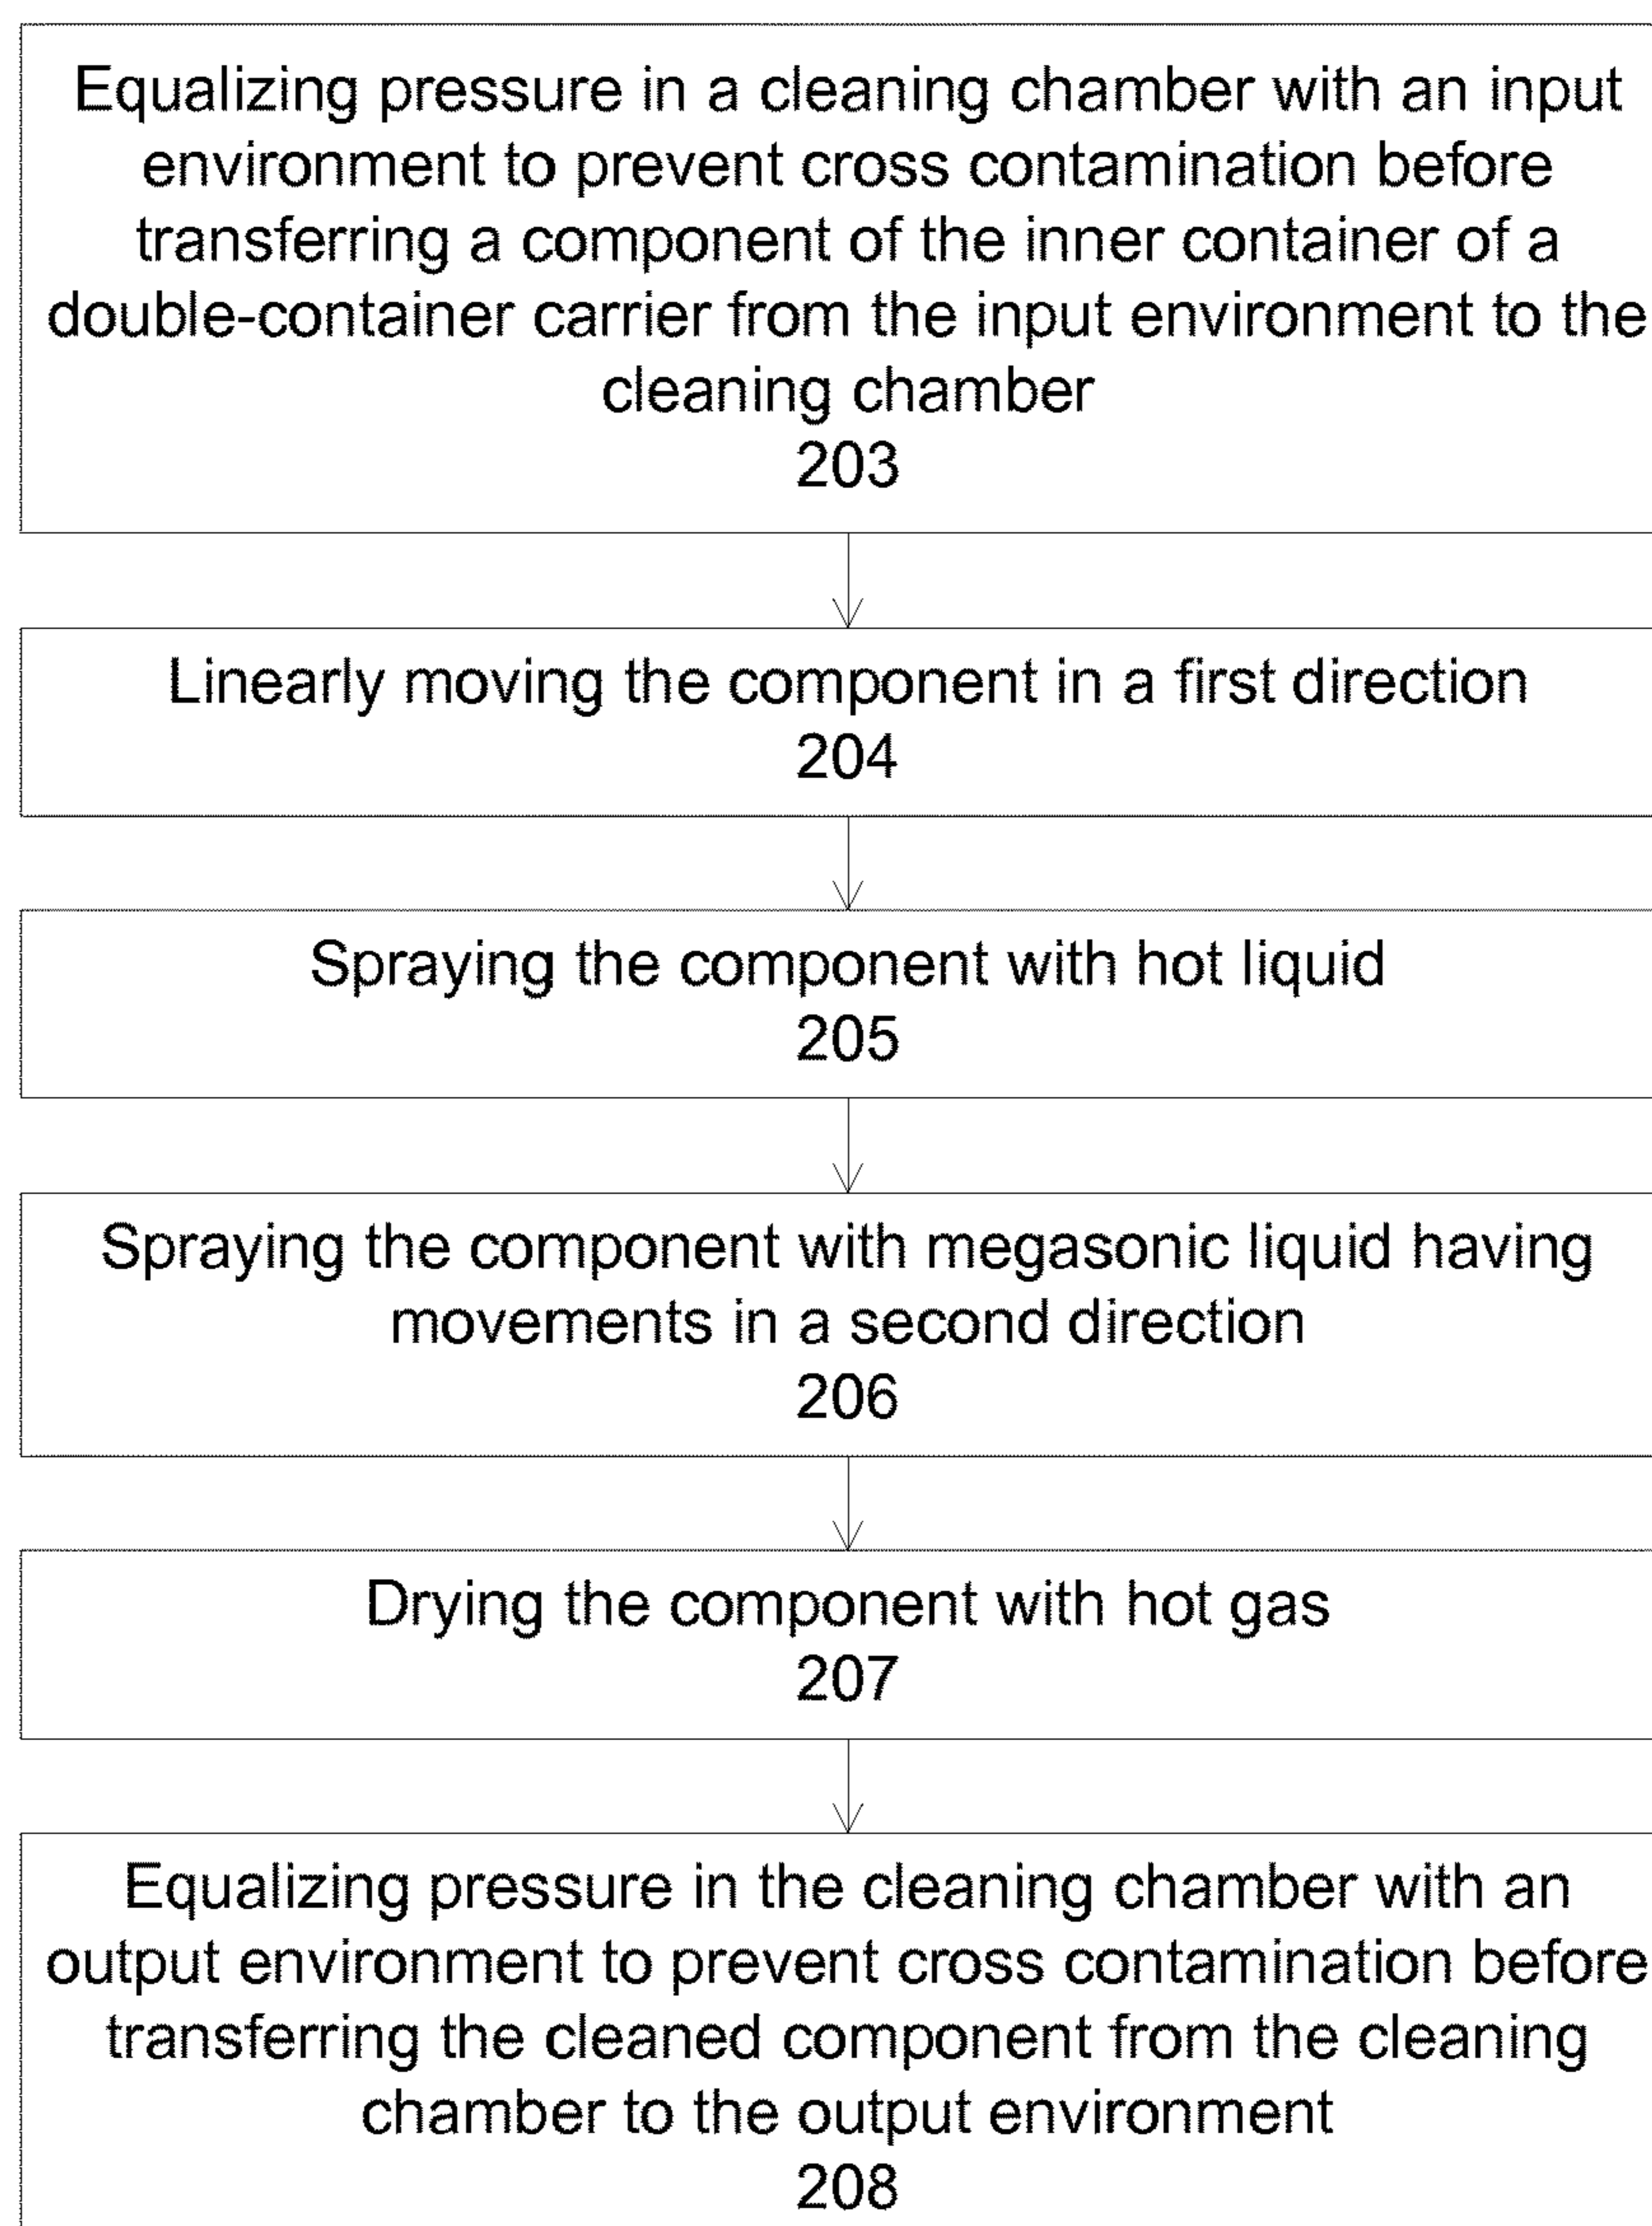 Equalizing pressure in a cleaning chamber with an input
environment to prevent cross contamination before
transferring a component of the inner container of a
double-container carrier from the input environment to the
cleaning chamber
203
Linearly moving the component in a first direction
204
Spraying the component with hot liquid
205
Spraying the component with megasonic liquid having
movements in a second direction
206
Drying the component with hot gas
207
Equalizing pressure in the cleaning chamber with an
output environment to prevent cross contamination before
transferring the cleaned component from the cleaning
chamber to the output environment
208